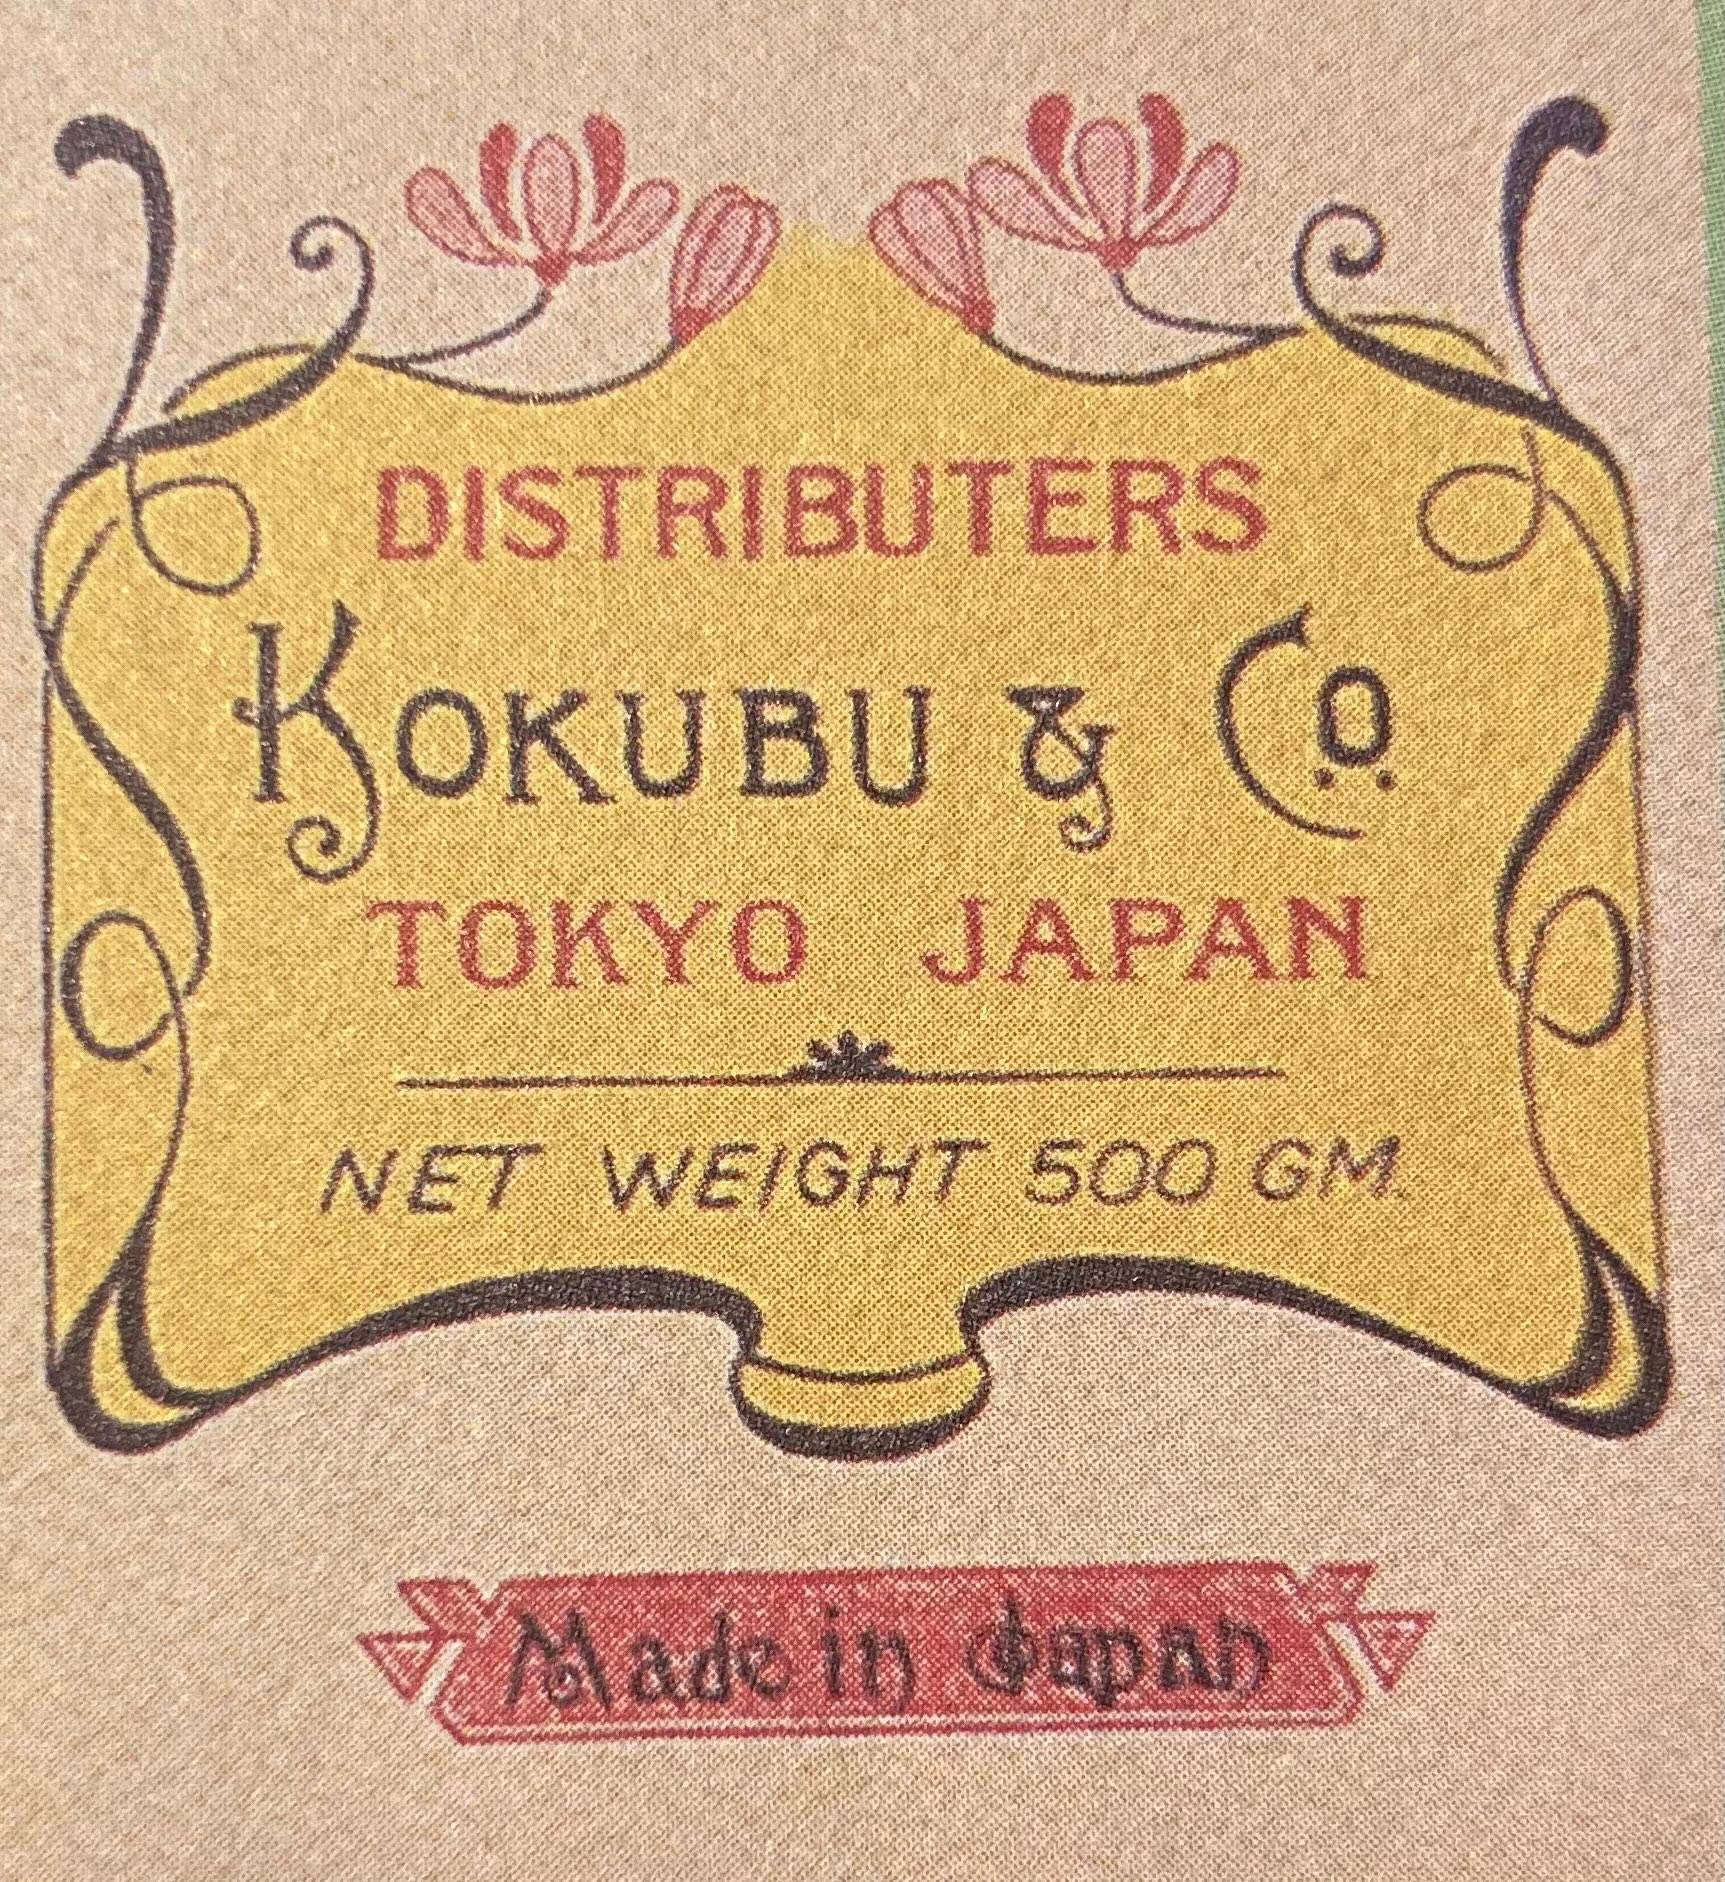 DISTRIBUTERS
KOKUBU & Co
TOKYO JAPAN
NET WEIGHT 500 GM.
Made in Japan